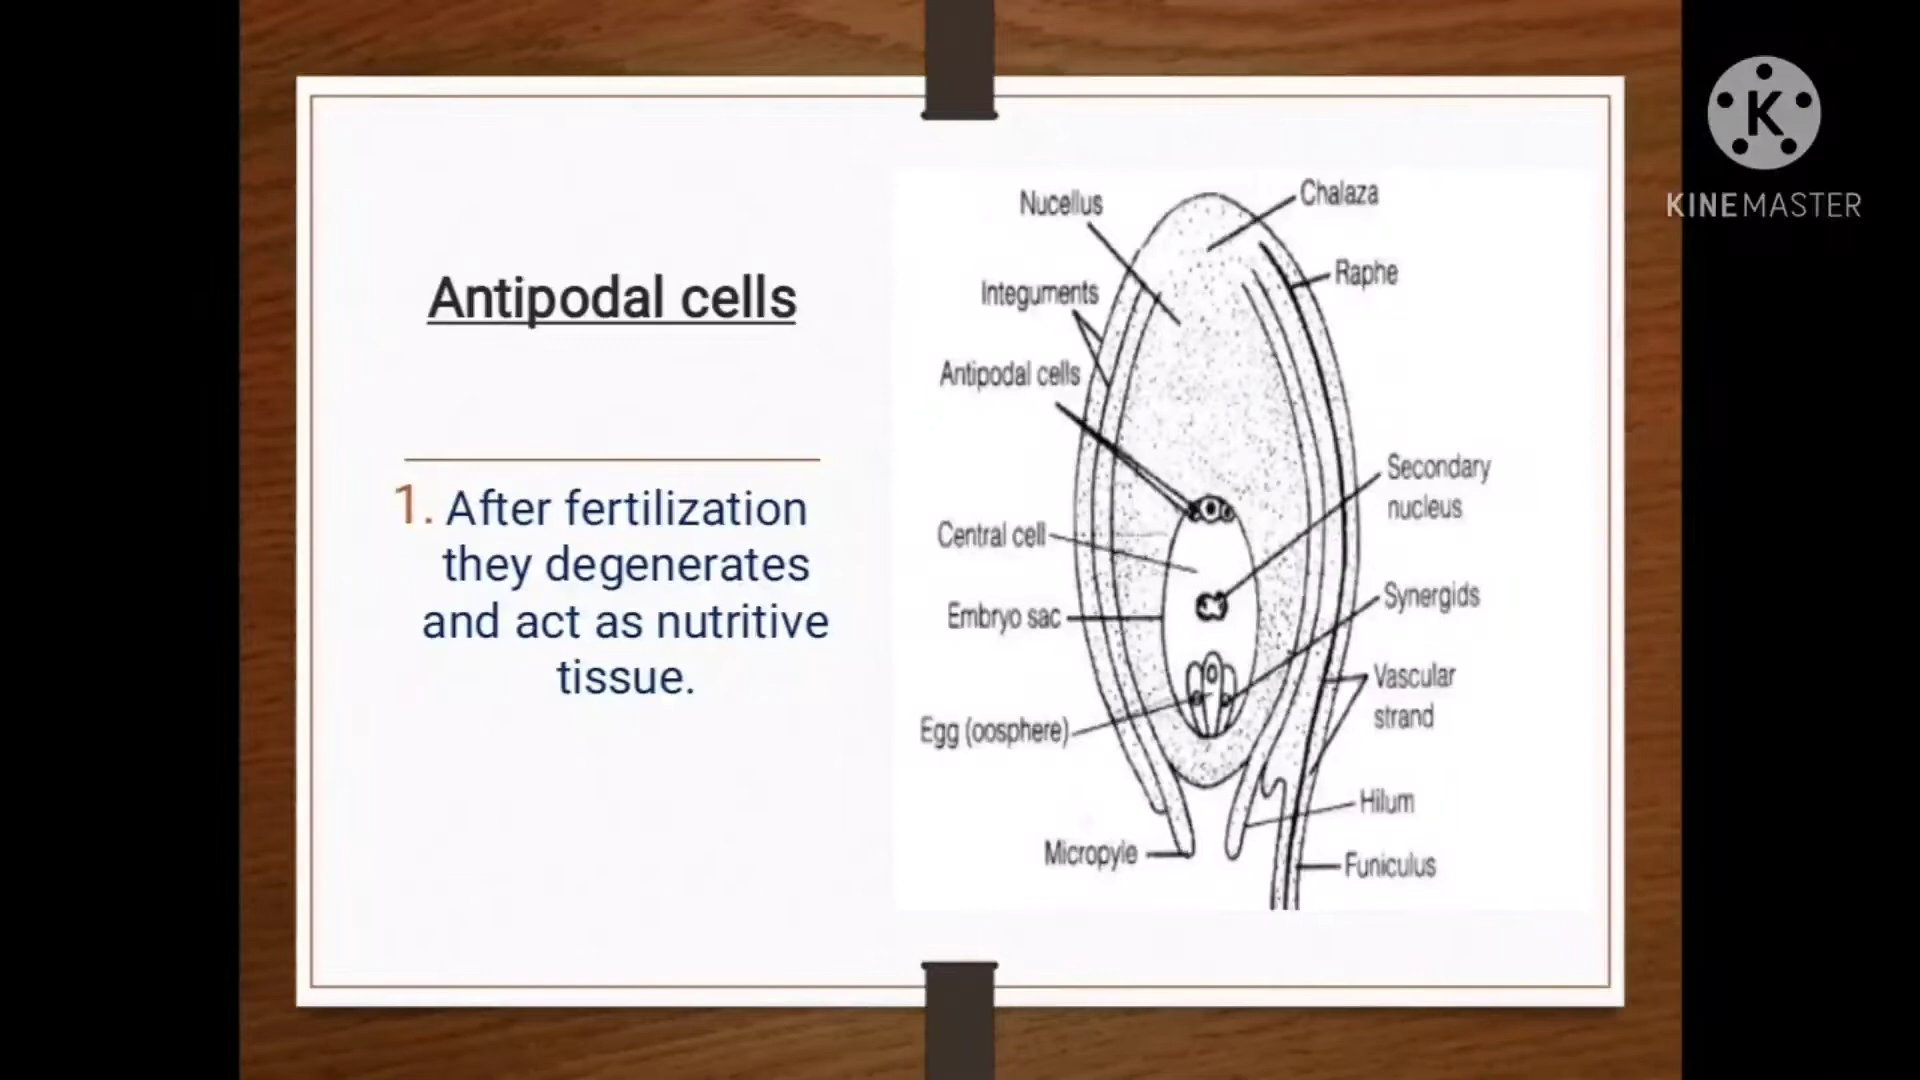 Antipodal cells
1. After fertilization
they degenerates
and act as nutritive
tissue.
Nucellus
Chalaza
Raphe
Integuments
Antipodal cells
Secondary
nucleus
Central cell
Synergids
Embryo sac
Vascular
strand
Egg (oosphere)
Hilum
Micropyle
Funiculus
K
KINEMASTER